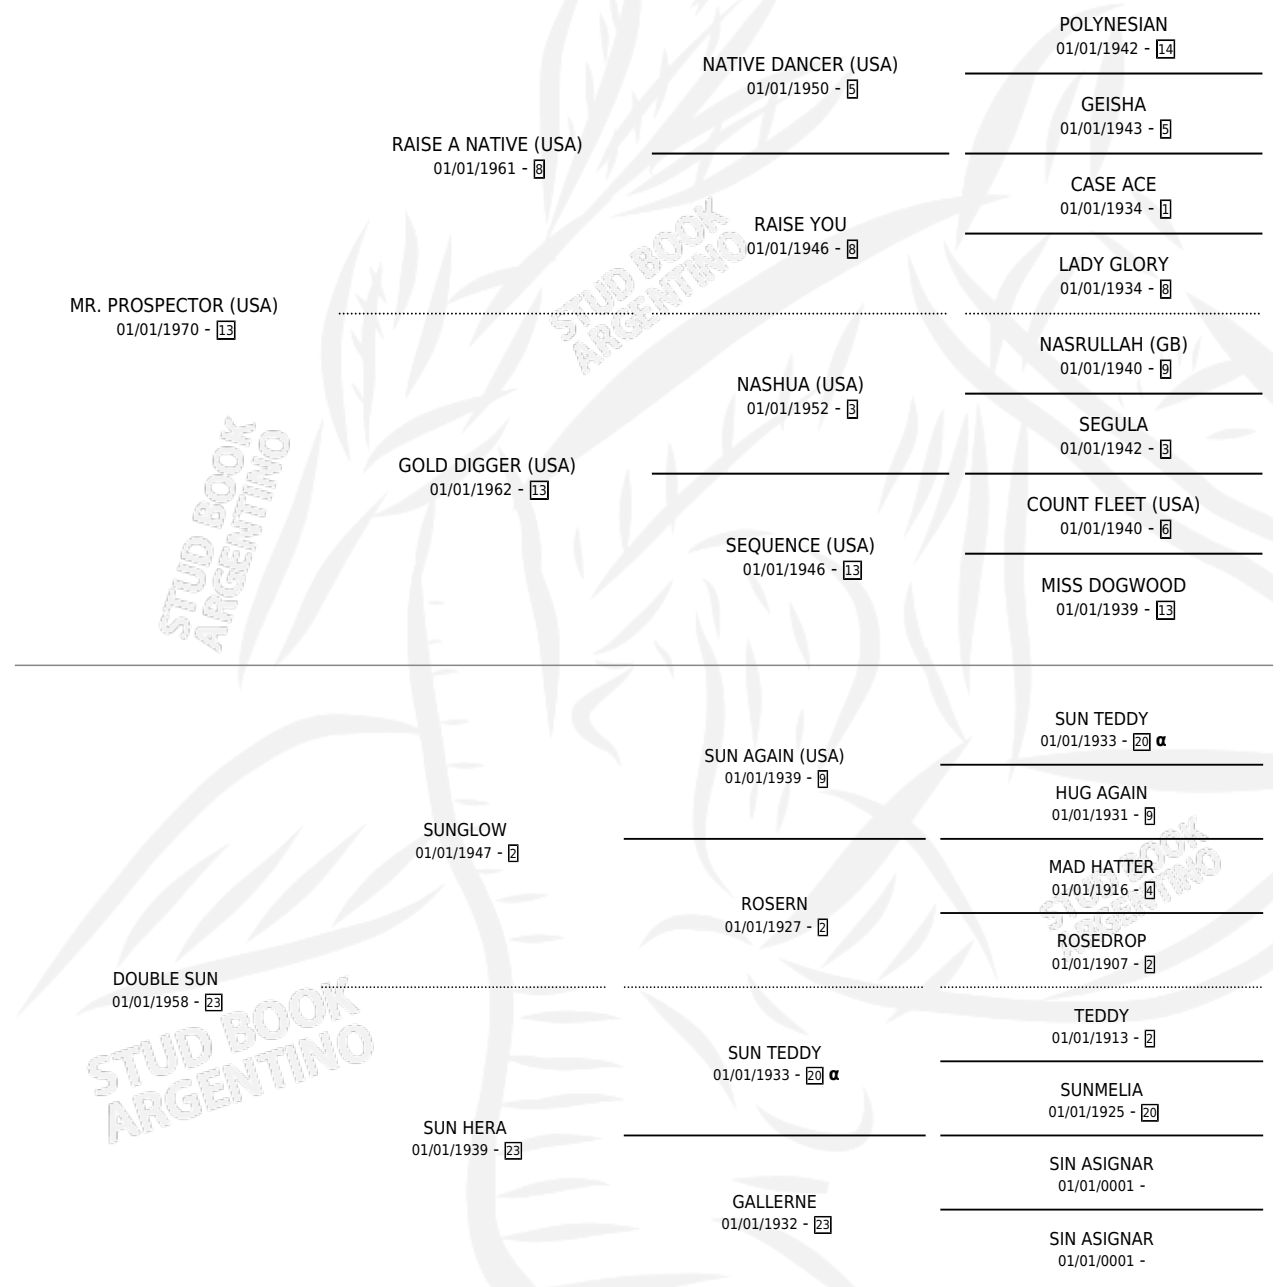 POLYNESIAN
01/01/1942 - 14
NATIVE DANCER (USA)
01/01/1950 - 5
GEISHA
01/01/1943 - 5
RAISE A NATIVE (USA)
01/01/1961 - 8
CASE ACE
01/01/1934 - 1
RAISE YOU
01/01/1946 - 8
LADY GLORY
01/01/1934 - 8
MR. PROSPECTOR (USA)
01/01/1970 - 13
NASRULLAH (GB)
01/01/1940 - 9
NASHUA (USA)
01/01/1952 - 3
SEGULA
01/01/1942 - 3
GOLD DIGGER (USA)
01/01/1962 - 13
COUNT FLEET (USA)
01/01/1940 - 6
SEQUENCE (USA)
01/01/1946 - 13
MISS DOGWOOD
01/01/1939 - 13
SUN TEDDY
01/01/1933 - 20 α
SUN AGAIN (USA)
01/01/1939 - 9
HUG AGAIN
01/01/1931 - 9
SUNGLOW
01/01/1947 - 2
MAD HATTER
01/01/1916 - 4
ROSERN
01/01/1927 - 2
ROSEDROP
01/01/1907 - 2
DOUBLE SUN
01/01/1958 - 23
TEDDY
01/01/1913 - 2
SUN TEDDY
01/01/1933 - 20 α
SUNMELIA
01/01/1925 - 20
SUN HERA
01/01/1939 - 23
SIN ASIGNAR
01/01/0001 -
GALLERNE
01/01/1932 - 23
SIN ASIGNAR
01/01/0001 -
STUD BOOK
ARGENTINO
STUD BOOK
ARGENTINO
STUD BOOK
ARGENTINO
STUD BOOK
ARGENTINO